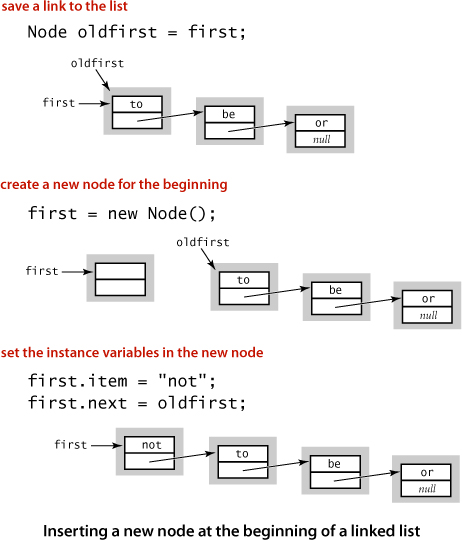 save a link to the list
Node oldfirst = first;
oldfirst
first
to
be
or
null
create a new node for the beginning
first = new Node();
oldfirst
first
to
be
or
null
set the instance variables in the new node
first.item = "not";
first.next = oldfirst;
first
not
to
be
or
null
Inserting a new node at the beginning of a linked list